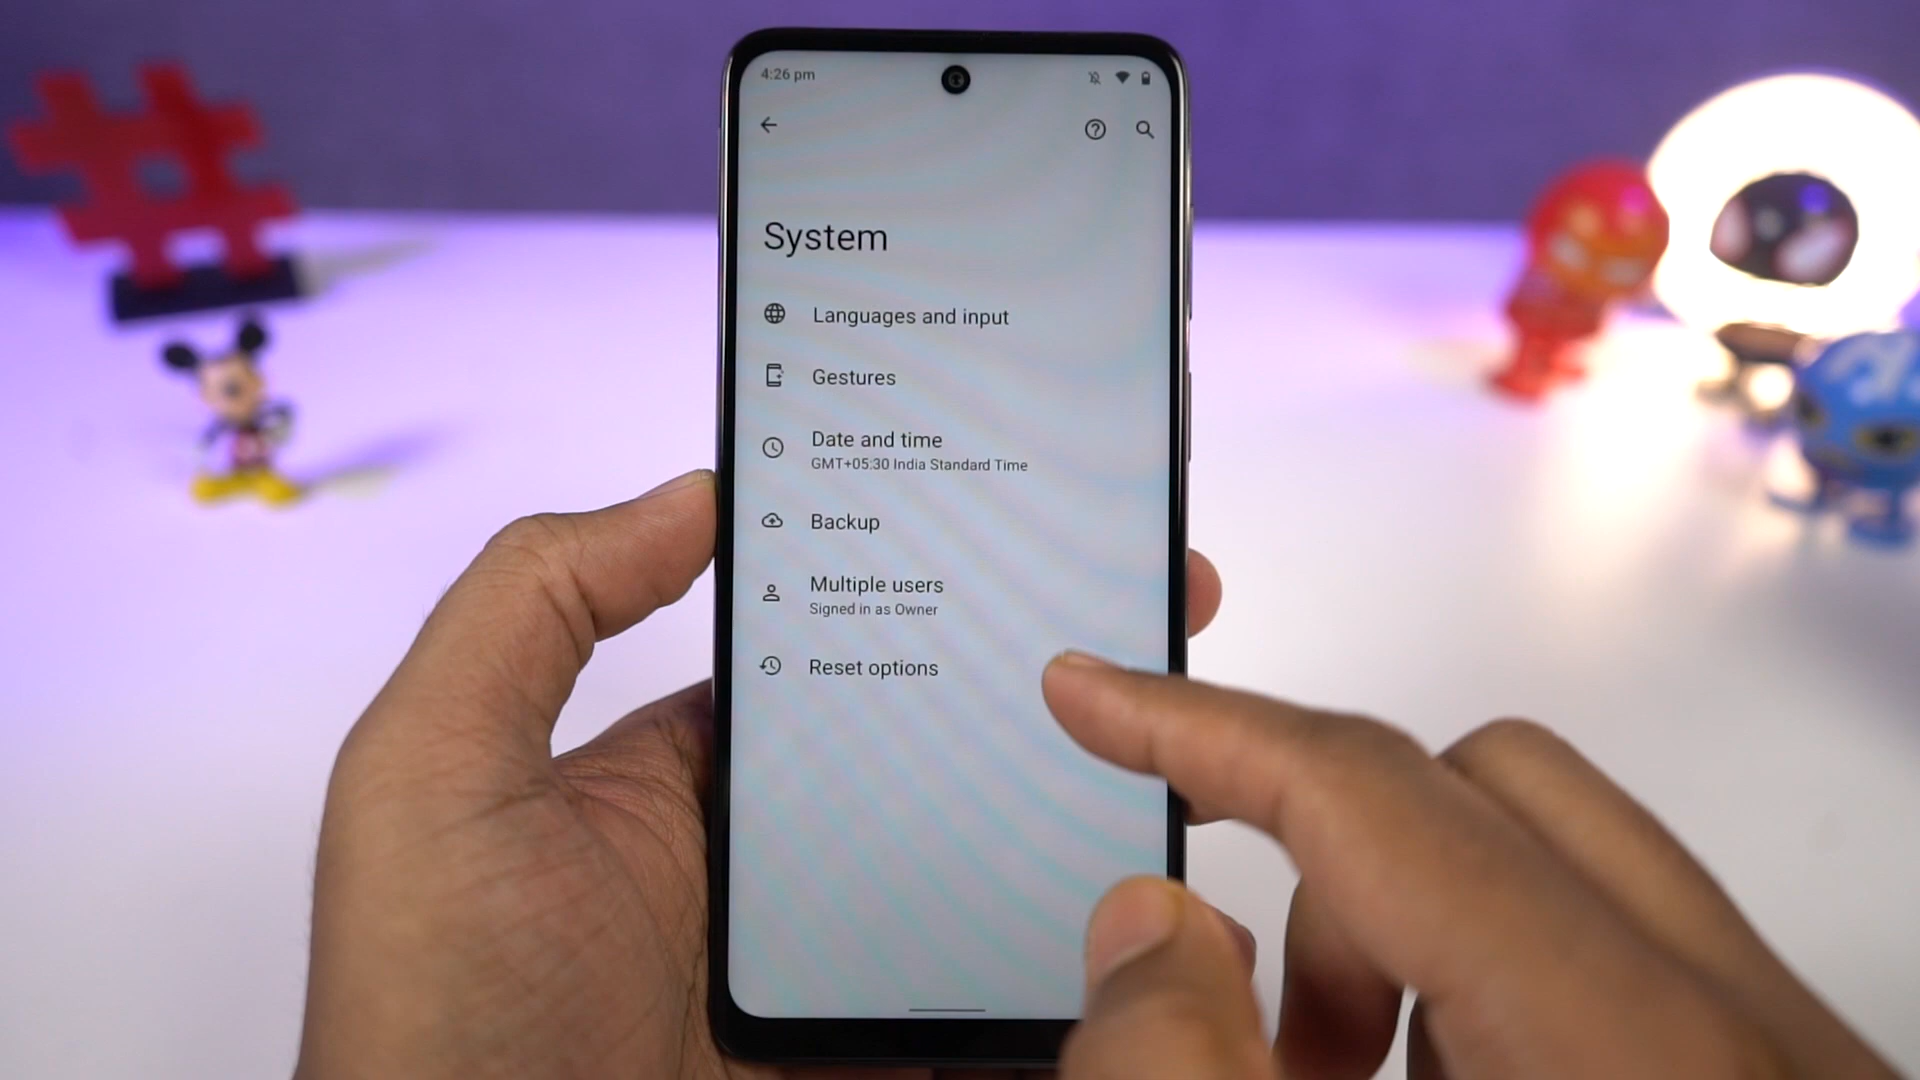 4:26 pm
System
Languages and input
Gestures
Date and time
GMT+05:30 India Standard Time
Backup
Multiple users
Signed in as Owner
Reset options